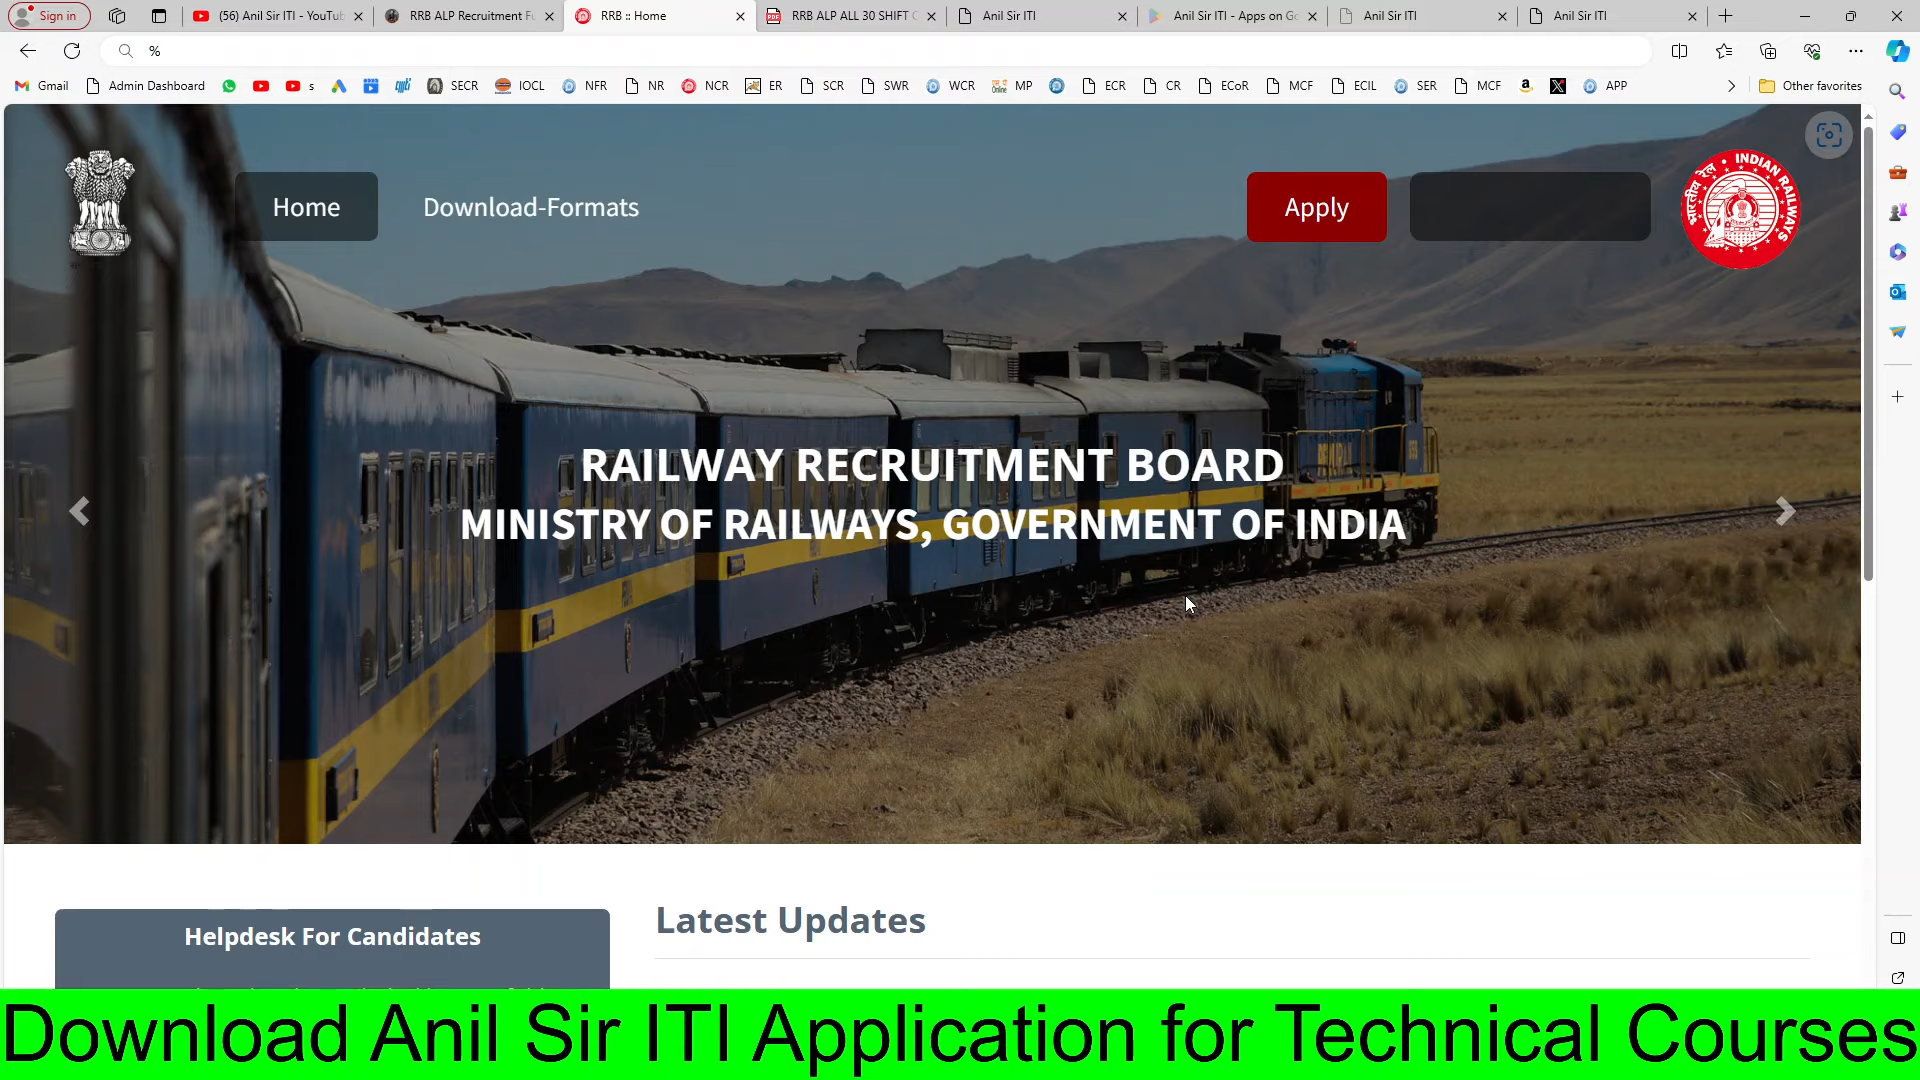 Sign in
(56) Anil Sir ITI - YouTub
RRB ALP Recruitment Fu
RRB :: Home
RRB ALP ALL 30 SHIFT
Anil Sir ITI
Anil Sir ITI - Apps on Go
Anil Sir ITI
Anil Sir ITI
%
Gmail
Admin Dashboard
s
SECR
IOCL
NFR
NR
NCR
ER
SCR
SWR
WCR
MP
ECR
CR
ECoR
MCF
ECIL
SER
MCF
APP
Other favorites
Home
Download-Formats
Apply
INDIAN RAILWAYS
भारतीय रेल
RAILWAY RECRUITMENT BOARD
MINISTRY OF RAILWAYS, GOVERNMENT OF INDIA
Helpdesk For Candidates
Latest Updates
Download Anil Sir ITI Application for Technical Courses